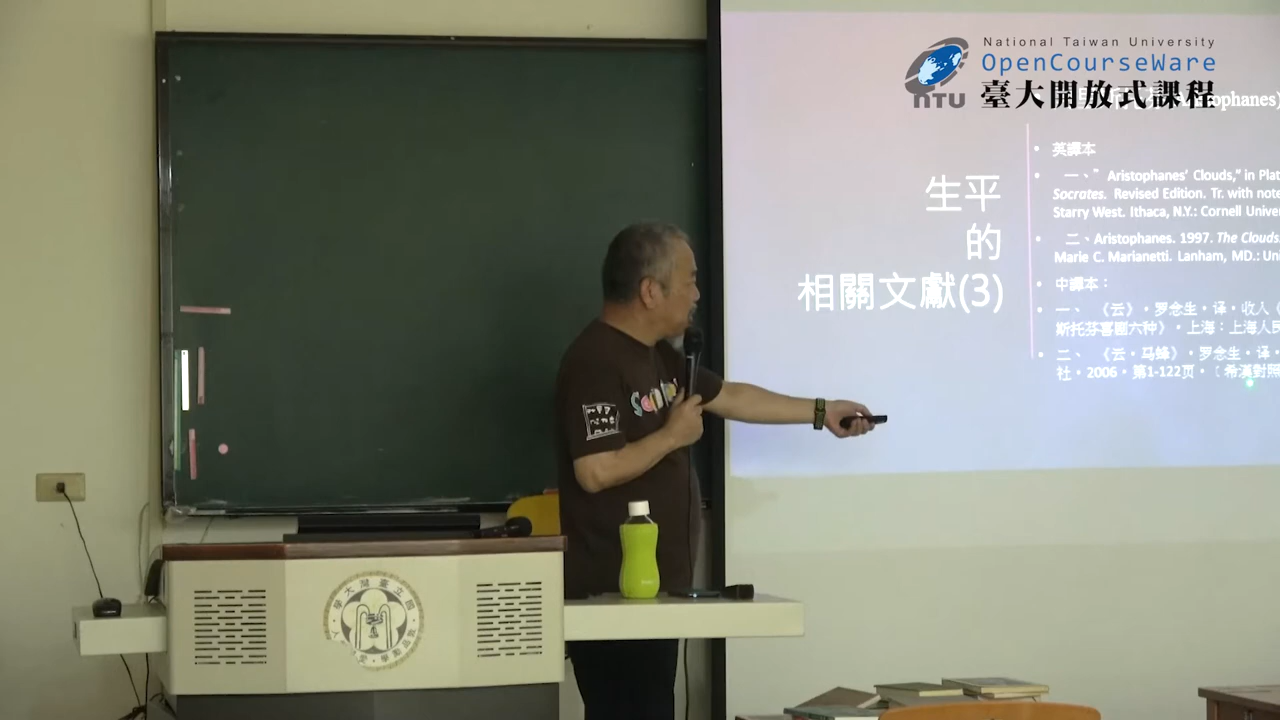 National Taiwan University
OpenCourseWare
臺大開放式課程
NTU
生平
的
相關文獻(3)
• 英譯本
• 一、" Aristophanes' Clouds," in Plat
Socrates. Revised Edition. Tr. with note
Starry West. Ithaca, N.Y.: Cornell Univer
• 二、Aristophanes. 1997. The Clouds.
Marie C. Marianetti. Lanham, MD.: Un
• 中譯本：
• 一、《云》，罗念生，译，收入
斯托芬喜剧六种》，上海：上海人民
• 二、《云·马蜂》，罗念生，译，
社，2006，第1-122页。〔希漢對照